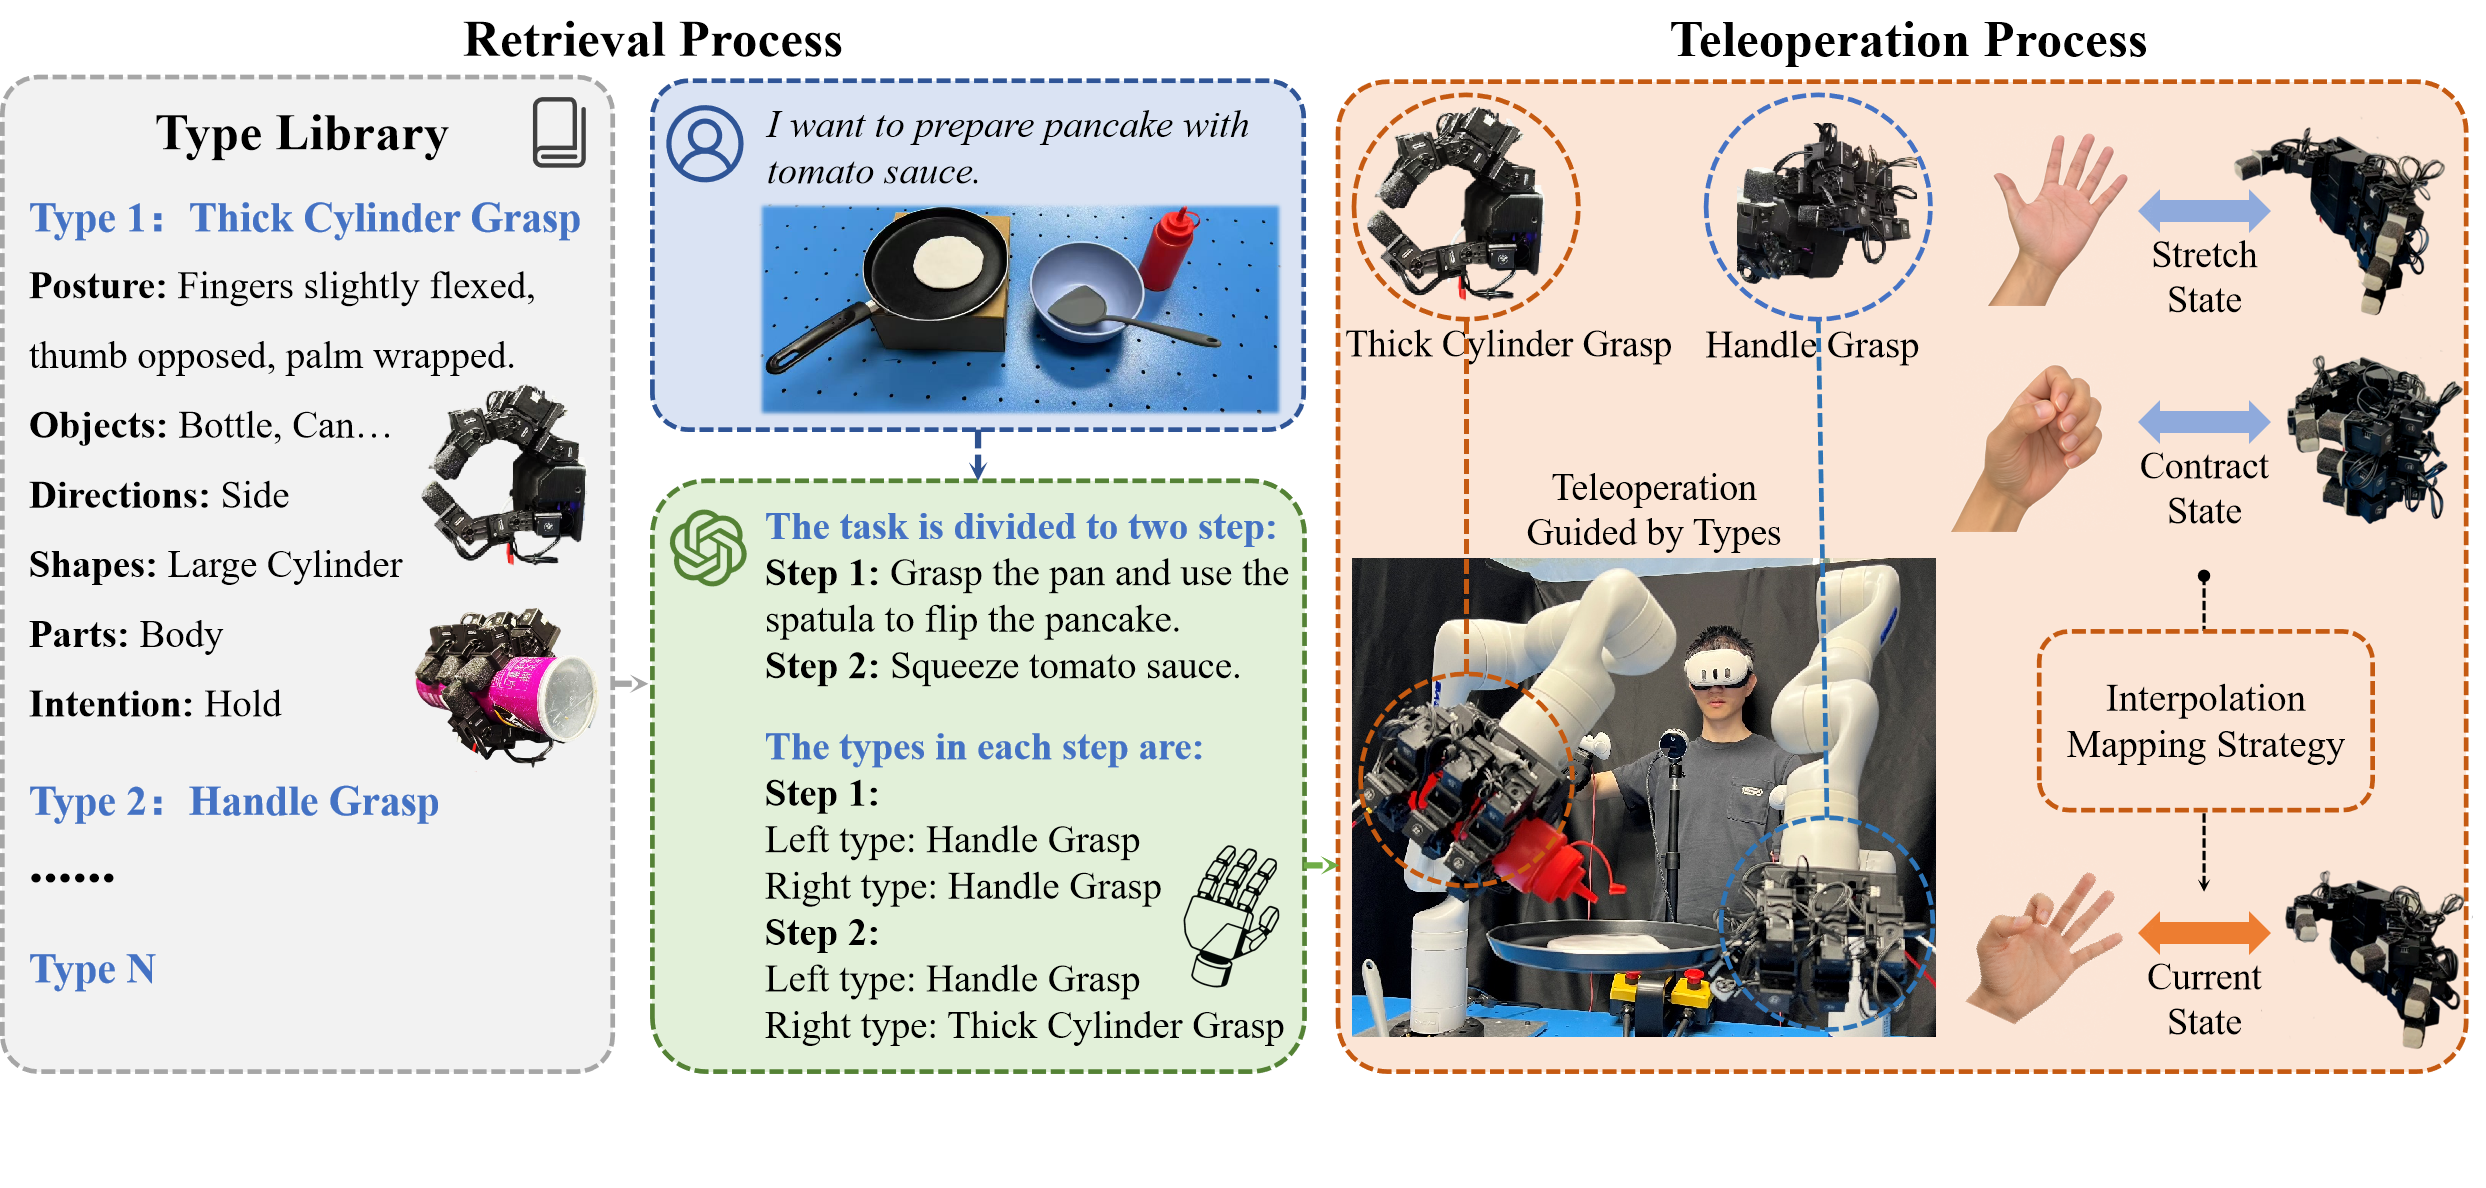 Retrieval Process
Teleoperation Process
Type Library
Type 1: Thick Cylinder Grasp
Posture: Fingers slightly flexed,
thumb opposed, palm wrapped.
Objects: Bottle, Can…
Directions: Side
Shapes: Large Cylinder
Parts: Body
Intention: Hold
Type 2: Handle Grasp
......
Type N
I want to prepare pancake with
tomato sauce.
The task is divided to two step:
Step 1: Grasp the pan and use the
spatula to flip the pancake.
Step 2: Squeeze tomato sauce.
The types in each step are:
Step 1:
Left type: Handle Grasp
Right type: Handle Grasp
Step 2:
Left type: Handle Grasp
Right type: Thick Cylinder Grasp
Thick Cylinder Grasp
Handle Grasp
Teleoperation
Guided by Types
Stretch
State
Contract
State
Interpolation
Mapping Strategy
Current
State